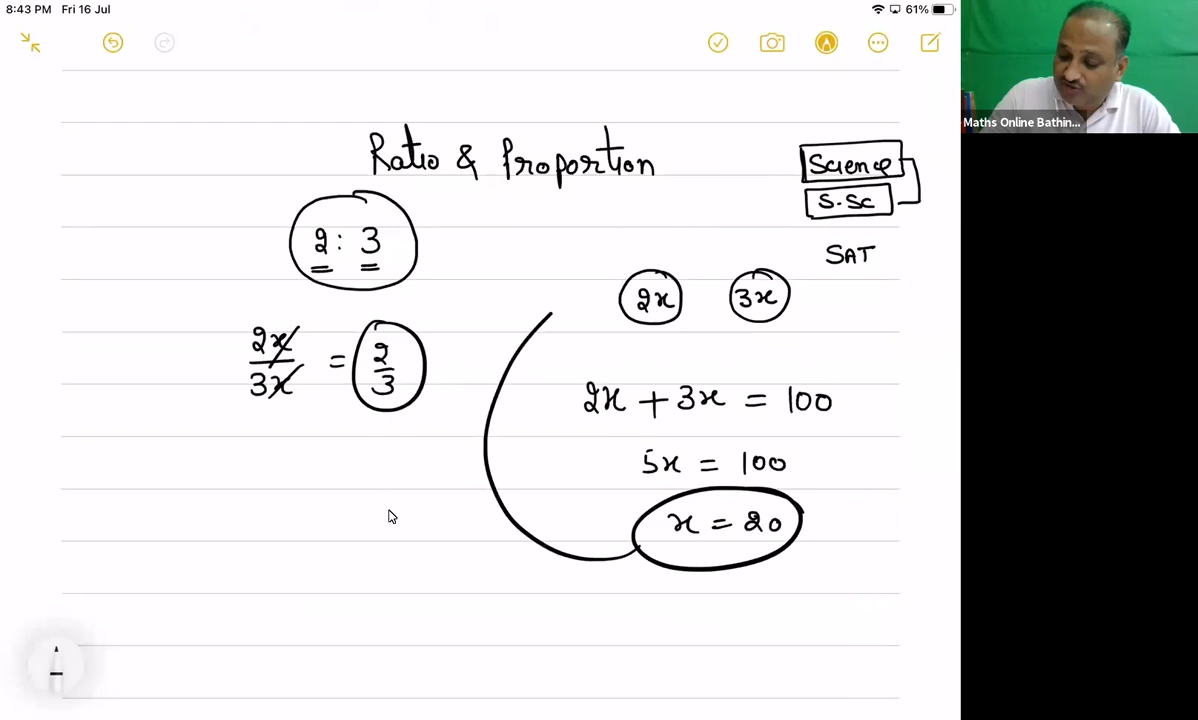 8:43 PM Fri 16 Jul
61%
Maths Online Bathin...
Ratio & Proportion
Science
S.Sc
SAT
2 : 3
2x 3x
2x/3x = 2/3
2x + 3x = 100
5x = 100
x = 20